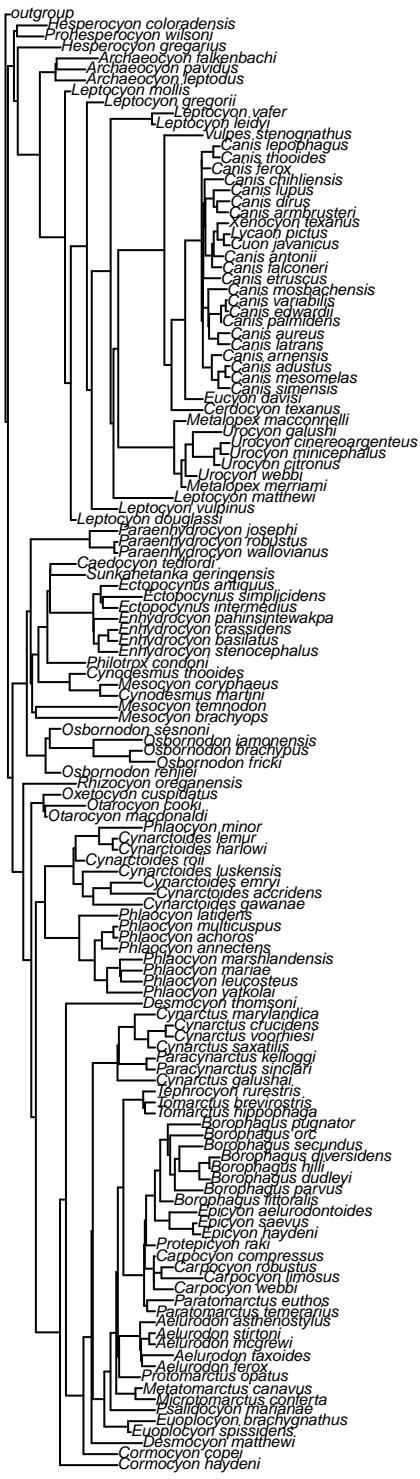 outgroup
Hesperocyon coloradensis
Prohesperocyon wilsoni
Hesperocyon gregarius
Archaeocyon falkenbachi
Archaeocyon pavidus
Archaeocyon leptodus
Leptocyon mollis
Leptocyon gregorii
Leptocyon vafer
Leptocyon leidyi
Vulpes stenognathus
Canis lepophagus
Canis thooides
Canis ferox
Canis chihliensis
Canis lupus
Canis dirus
Canis armbrusteri
Xenocyon texanus
Lycaon pictus
Cuon javanicus
Canis antonii
Canis falconeri
Canis etruscus
Canis mosbachensis
Canis variabilis
Canis edwardii
Canis palmidens
Canis aureus
Canis latrans
Canis arnensis
Canis adustus
Canis mesomelas
Canis simensis
Eucyon davisi
Cerdocyon texanus
Metalopex macconnelli
Urocyon galushi
Urocyon cinereoargenteus
Urocyon minicephalus
Urocyon citronus
Urocyon webbi
Metalopex merriami
Leptocyon matthewi
Leptocyon vulpinus
Leptocyon douglassi
Paraenhydrocyon josephi
Paraenhydrocyon robustus
Paraenhydrocyon wallovianus
Caedocyon tedfordi
Sunkahetanka geringensis
Ectopocynus antiquus
Ectopocynus simplicidens
Ectopocynus intermedius
Enhydrocyon pahinsintewakpa
Enhydrocyon crassidens
Enhydrocyon basilatus
Enhydrocyon stenocephalus
Philotrox condoni
Cynodesmus thooides
Mesocyon coryphaeus
Cynodesmus martini
Mesocyon temnodon
Mesocyon brachyops
Osbornodon sesnoni
Osbornodon iamonensis
Osbornodon brachypus
Osbornodon fricki
Osbornodon renjiei
Rhizocyon oreganensis
Oxetocyon cuspidatus
Otarocyon cooki
Otarocyon macdonaldi
Phlaocyon minor
Cynarctoides lemur
Cynarctoides harlowi
Cynarctoides roii
Cynarctoides luskensis
Cynarctoides emryi
Cynarctoides accridens
Cynarctoides gawanae
Phlaocyon latidens
Phlaocyon multicuspus
Phlaocyon achoros
Phlaocyon annectens
Phlaocyon marshlandensis
Phlaocyon mariae
Phlaocyon leucosteus
Phlaocyon yatkolai
Desmocyon thomsoni
Cynarctus marylandica
Cynarctus crucidens
Cynarctus voorhiesi
Cynarctus saxatilis
Paracynarctus kelloggi
Paracynarctus sinclari
Cynarctus galushai
Tephrocyon rurestris
Tomarctus brevirostris
Tomarctus hippophaga
Borophagus pugnator
Borophagus orc
Borophagus secundus
Borophagus diversidens
Borophagus hilli
Borophagus dudleyi
Borophagus parvus
Borophagus littoralis
Epicyon aelurodontoides
Epicyon saevus
Epicyon haydeni
Protepicyon raki
Carpocyon compressus
Carpocyon robustus
Carpocyon limosus
Carpocyon webbi
Paratomarctus euthos
Paratomarctus temerarius
Aelurodon asthenostylus
Aelurodon stirtoni
Aelurodon mcgrewi
Aelurodon taxoides
Aelurodon ferox
Protomarctus opatus
Metatomarctus canavus
Microtomarctus conferta
Psalidocyon marianae
Euoplocyon brachygnathus
Euoplocyon spissidens
Desmocyon matthewi
Cormocyon copei
Cormocyon haydeni